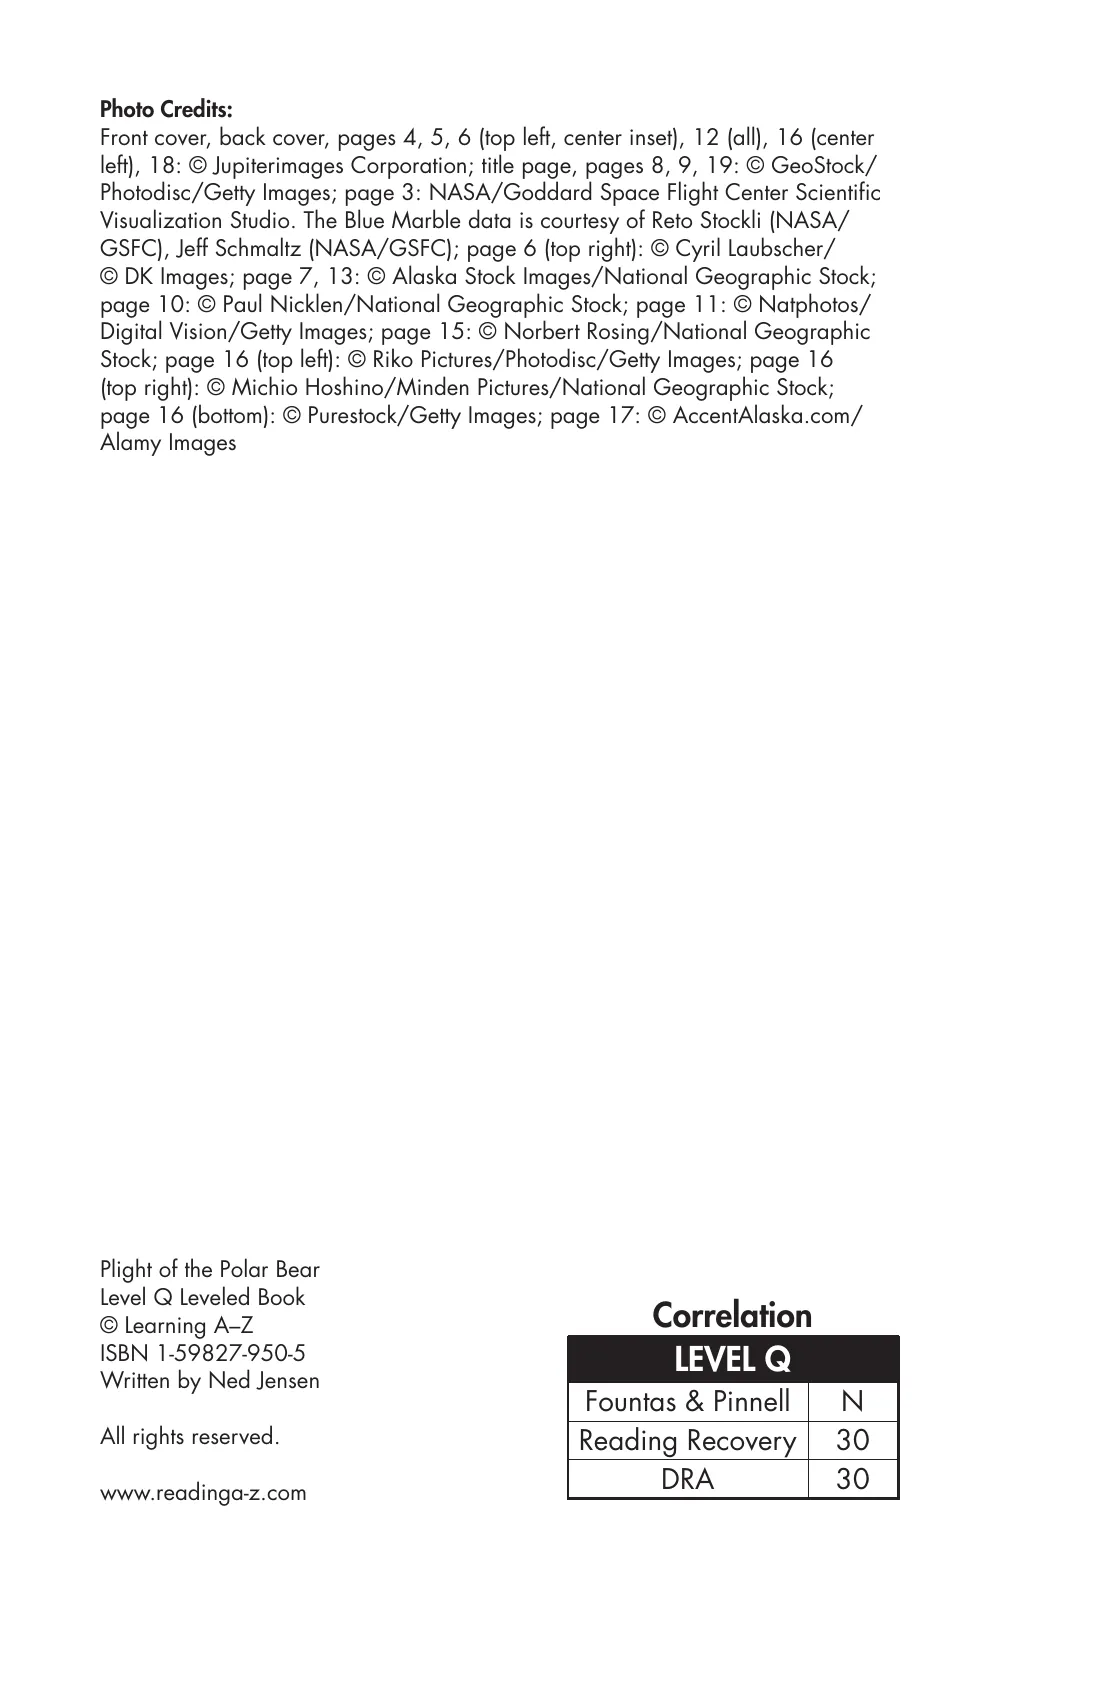 Photo Credits:
Front cover, back cover, pages 4, 5, 6 (top left, center inset), 12 (all), 16 (center
left), 18: © Jupiterimages Corporation; title page, pages 8, 9, 19: © GeoStock/
Photodisc/Getty Images; page 3: NASA/Goddard Space Flight Center Scientific
Visualization Studio. The Blue Marble data is courtesy of Reto Stockli (NASA/
GSFC), Jeff Schmaltz (NASA/GSFC); page 6 (top right): © Cyril Laubscher/
© DK Images; page 7, 13: © Alaska Stock Images/National Geographic Stock;
page 10: © Paul Nicklen/National Geographic Stock; page 11: © Natphotos/
Digital Vision/Getty Images; page 15: © Norbert Rosing/National Geographic
Stock; page 16 (top left): © Riko Pictures/Photodisc/Getty Images; page 16
(top right): © Michio Hoshino/Minden Pictures/National Geographic Stock;
page 16 (bottom): © Purestock/Getty Images; page 17: © AccentAlaska.com/
Alamy Images
Plight of the Polar Bear
Level Q Leveled Book
© Learning A–Z
ISBN 1-59827-950-5
Written by Ned Jensen
All rights reserved.
www.readinga-z.com
Correlation
LEVEL Q
Fountas & Pinnell N
Reading Recovery 30
DRA 30